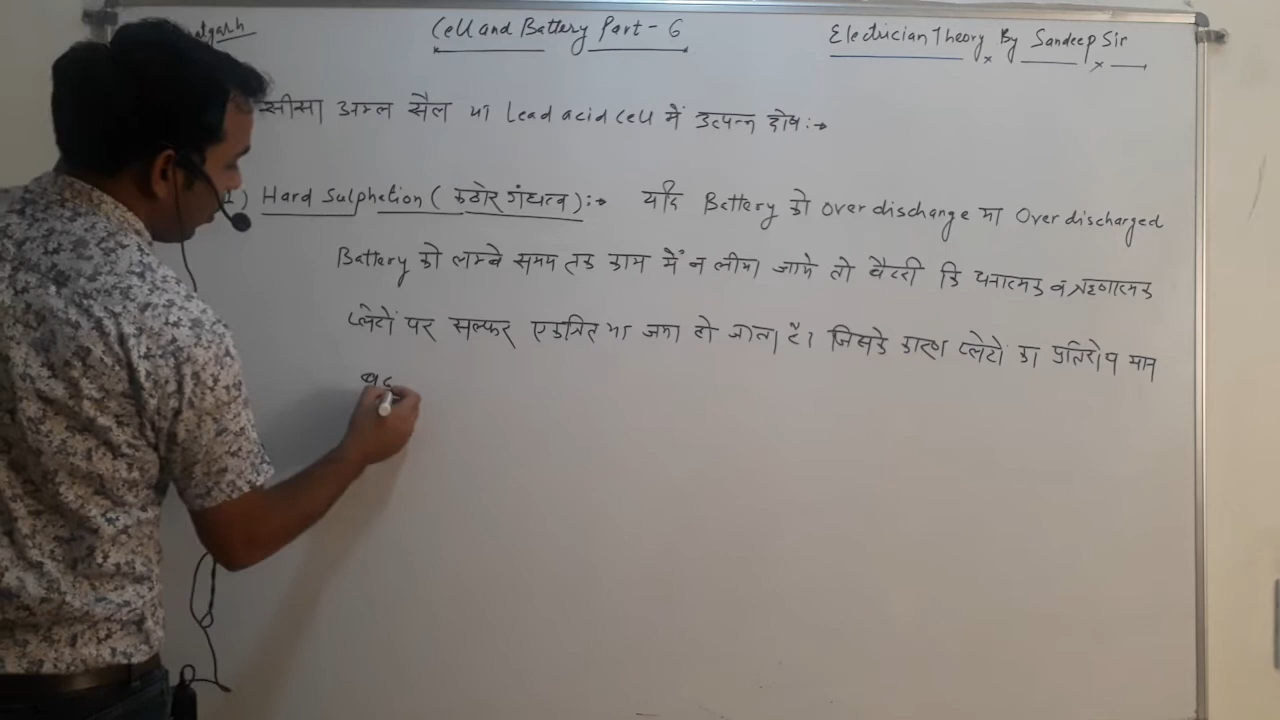 Cell and Battery Part - 6
Electrician Theory By Sandeep Sir
सीसा अम्ल सैल या Lead acid cell में उत्पन्न दोष :→
1) Hard Sulphetion ( कठोर गंधत्व ) :→ यदि Battery को over dischange या Over discharged
Battery को लम्बे समय तक काम में न लीया जाये तो बैटरी कि धनात्मक व ऋणात्मक
प्लेटों पर सल्फर एकत्रित या जमा हो जाता है। जिसके कारण प्लेटों का प्रतिरोध मान